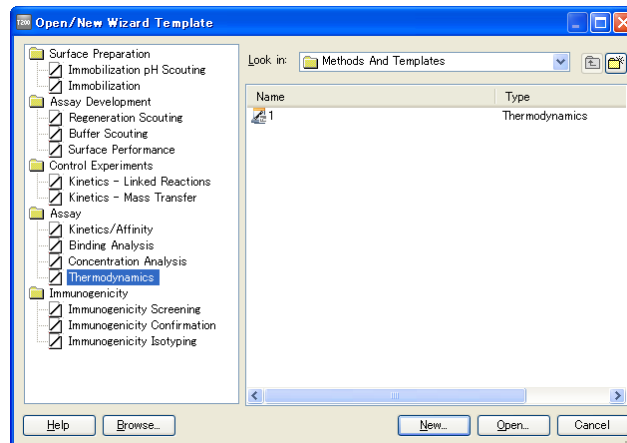 T200 Open/New Wizard Template
Surface Preparation
Immobilization pH Scouting
Immobilization
Assay Development
Regeneration Scouting
Buffer Scouting
Surface Performance
Control Experiments
Kinetics - Linked Reactions
Kinetics - Mass Transfer
Assay
Kinetics/Affinity
Binding Analysis
Concentration Analysis
Thermodynamics
Immunogenicity
Immunogenicity Screening
Immunogenicity Confirmation
Immunogenicity Isotyping
Look in: Methods And Templates
Name Type
1 Thermodynamics
Help Browse... New... Open... Cancel